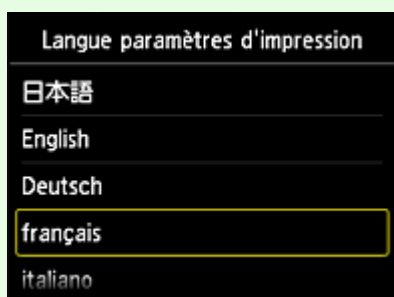 Langue paramètres d'impression
日本語
English
Deutsch
français
italiano